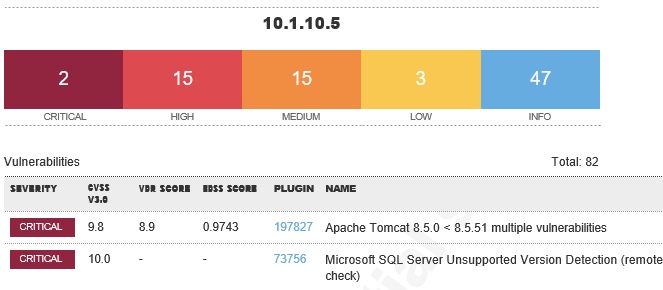 10.1.10.5
2 15 15 3 47
CRITICAL HIGH MEDIUM LOW INFO
Vulnerabilities Total: 82
SEVERITY CVSS V3.0 VPR SCORE EPSS SCORE PLUGIN NAME
CRITICAL 9.8 8.9 0.9743 197827 Apache Tomcat 8.5.0 < 8.5.51 multiple vulnerabilities
CRITICAL 10.0 - - 73756 Microsoft SQL Server Unsupported Version Detection (remote
check)